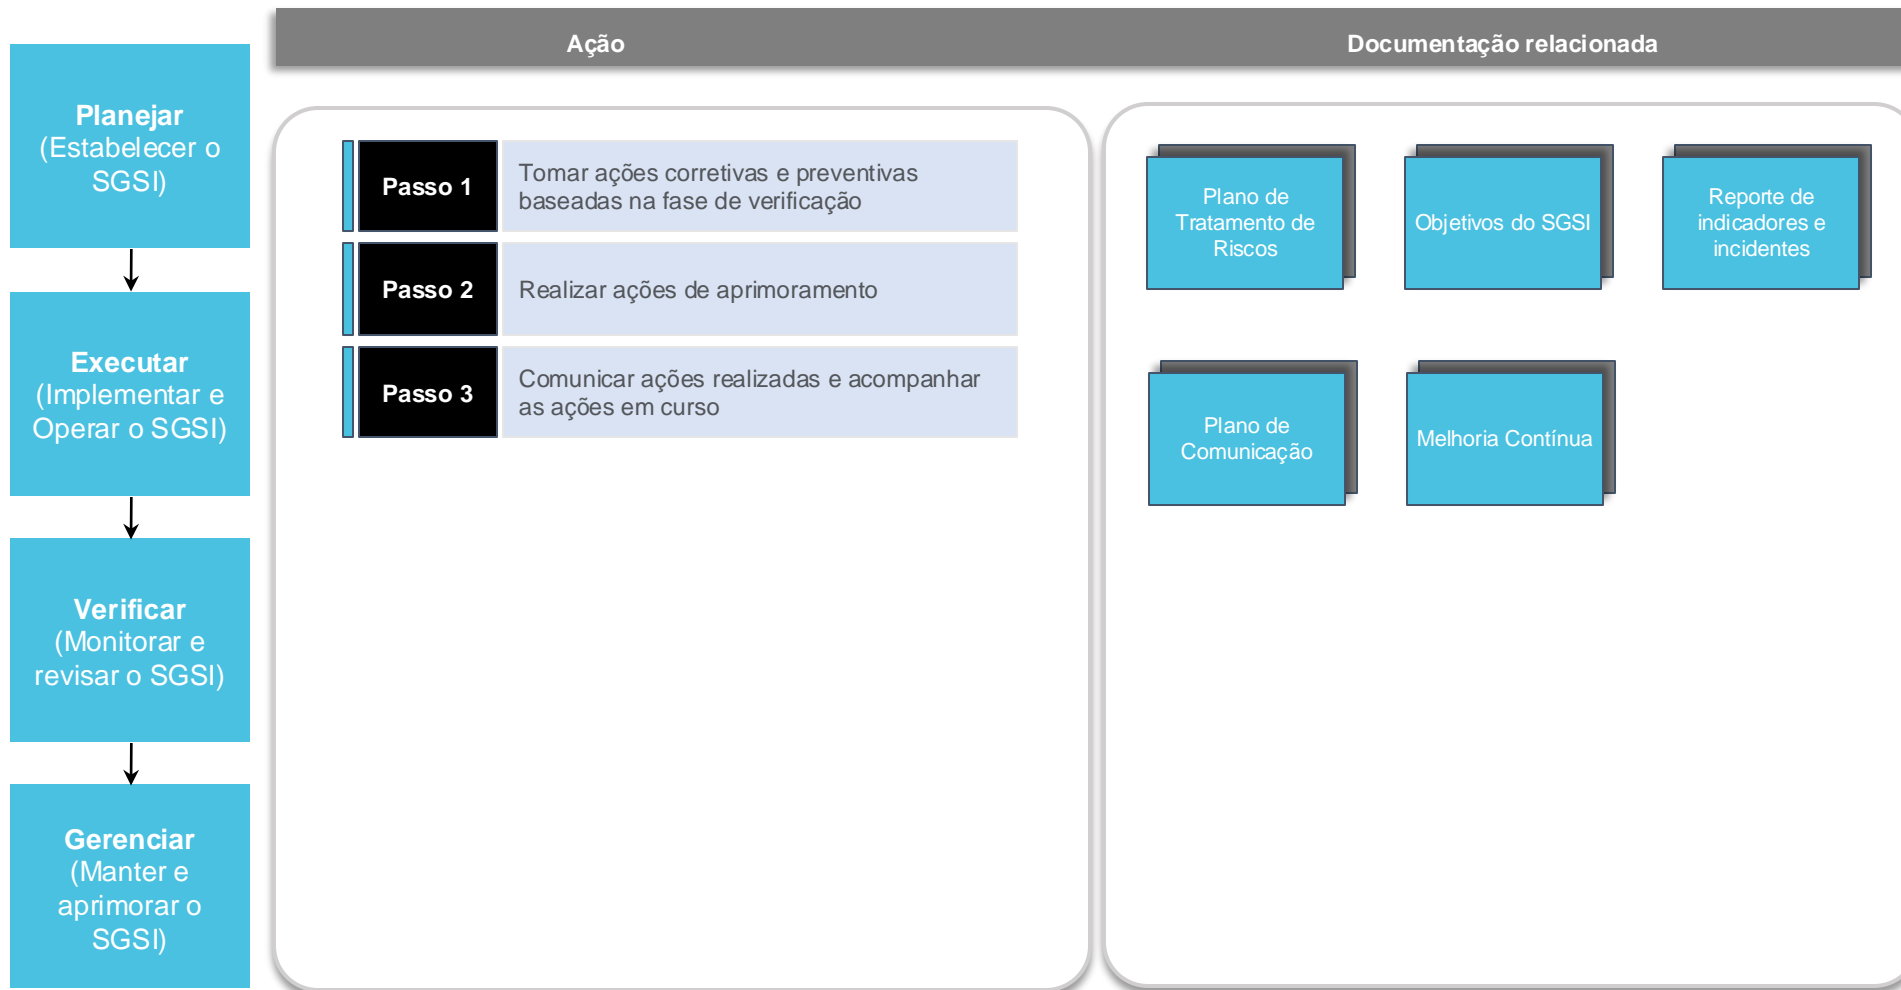 Ação
Documentação relacionada
Planejar
(Estabelecer o
SGSI)
Executar
(Implementar e
Operar o SGSI)
Verificar
(Monitorar e
revisar o SGSI)
Gerenciar
(Manter e
aprimorar o
SGSI)
Passo 1
Tomar ações corretivas e preventivas
baseadas na fase de verificação
Passo 2
Realizar ações de aprimoramento
Passo 3
Comunicar ações realizadas e acompanhar
as ações em curso
Plano de
Tratamento de
Riscos
Objetivos do SGSI
Reporte de
indicadores e
incidentes
Plano de
Comunicação
Melhoria Contínua